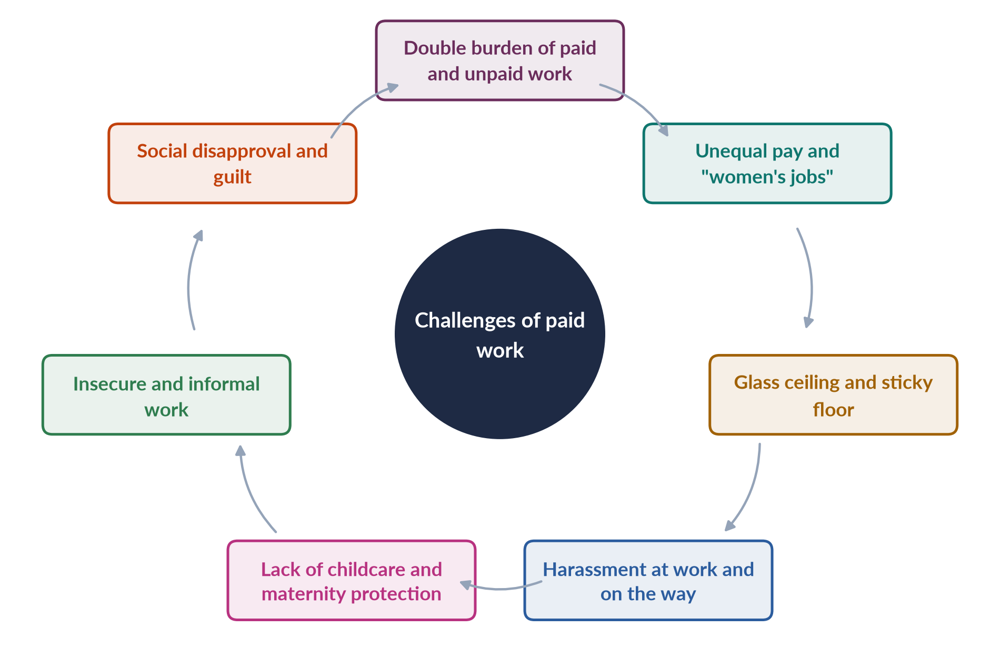 Double burden of paid
and unpaid work
Unequal pay and
"women's jobs"
Glass ceiling and sticky
floor
Harassment at work and
on the way
Lack of childcare and
maternity protection
Insecure and informal
work
Social disapproval and
guilt
Challenges of paid
work